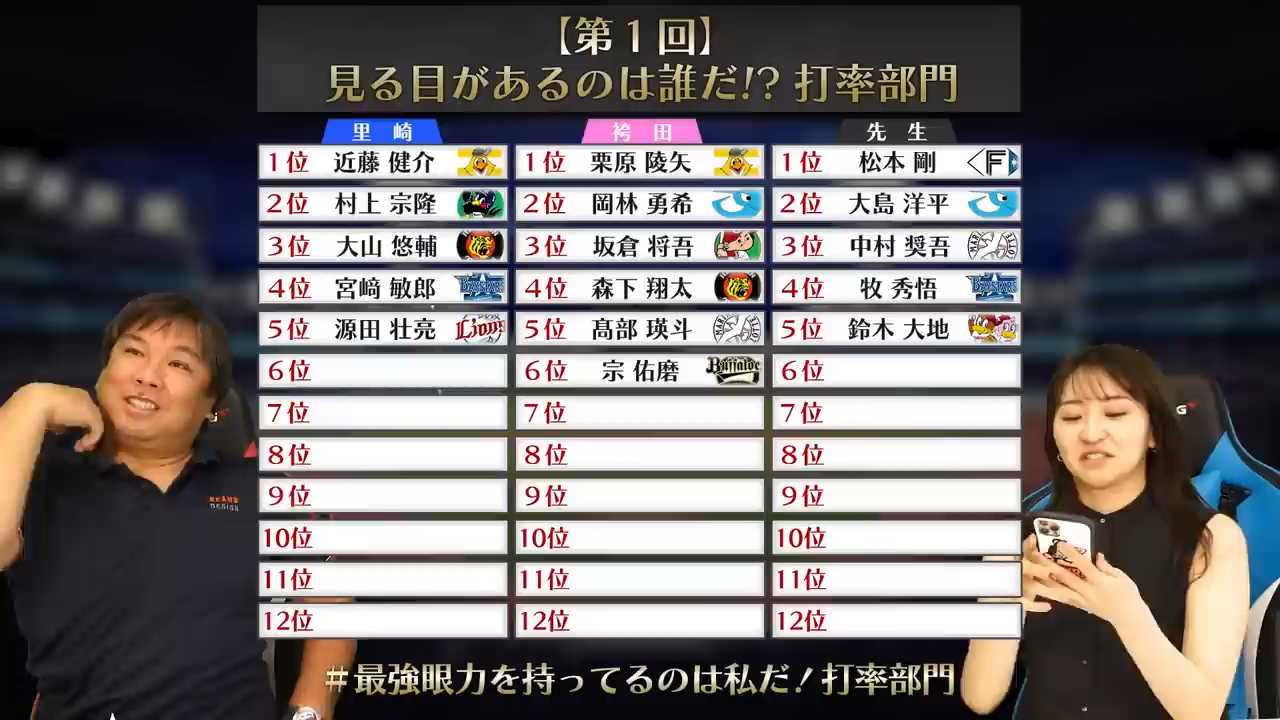 【第1回】
見る目があるのは誰だ!? 打率部門
里崎
袴田
先生
1位 近藤 健介
1位 栗原 陵矢
1位 松本 剛
F
2位 村上 宗隆
2位 岡林 勇希
2位 大島 洋平
3位 大山 悠輔
3位 坂倉 将吾
3位 中村 奨吾
4位 宮﨑 敏郎
4位 森下 翔太
4位 牧 秀悟
5位 源田 壮亮
Lions
5位 髙部 瑛斗
5位 鈴木 大地
6位
6位 宗 佑磨
Buffaloes
6位
7位
7位
7位
8位
8位
8位
9位
9位
9位
10位
10位
10位
11位
11位
11位
12位
12位
12位
BEAMS
DESIGN
#最強眼力を持ってるのは私だ!打率部門